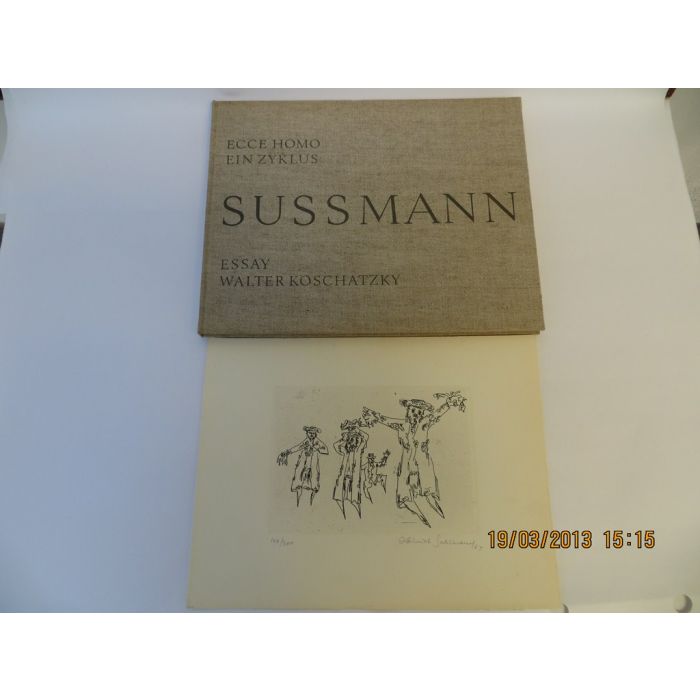 ECCE HOMO
EIN ZYKLUS
SUSSMANN
ESSAY
WALTER KOSCHATZKY
19/03/2013 15:15